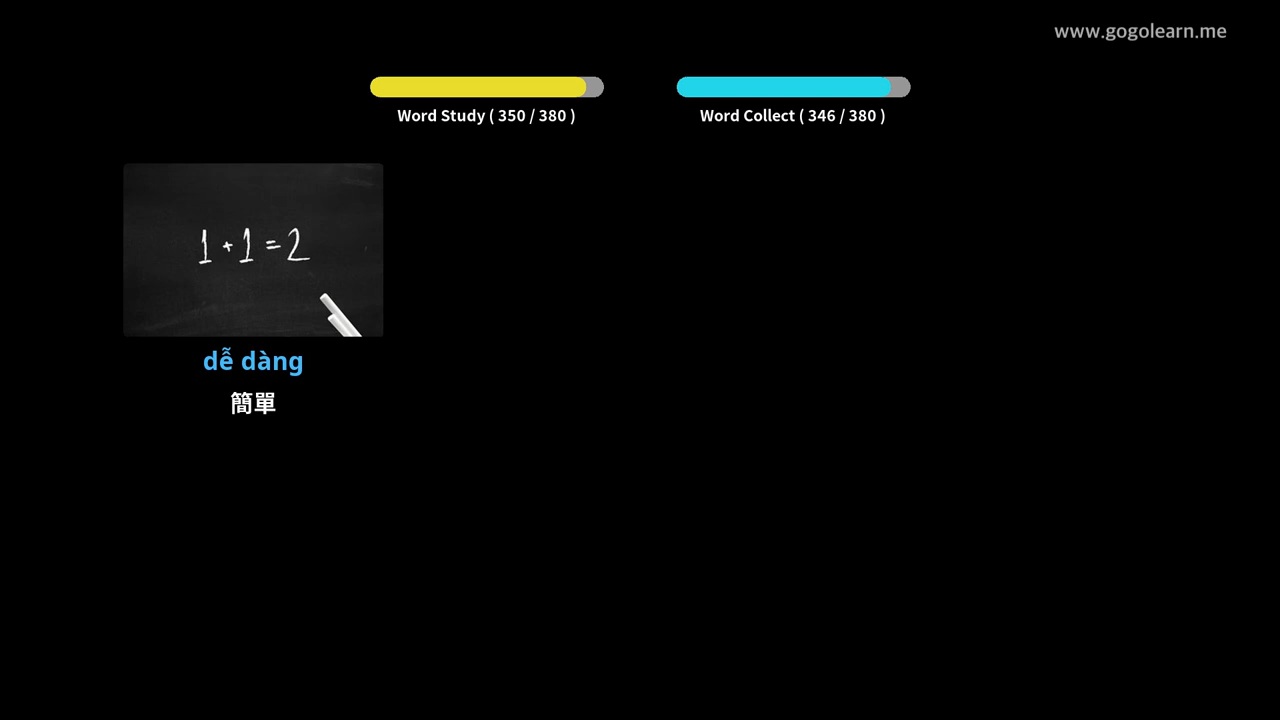 www.gogolearn.me
Word Study ( 350 / 380 )
Word Collect ( 346 / 380 )
1 + 1 = 2
dễ dàng
簡單